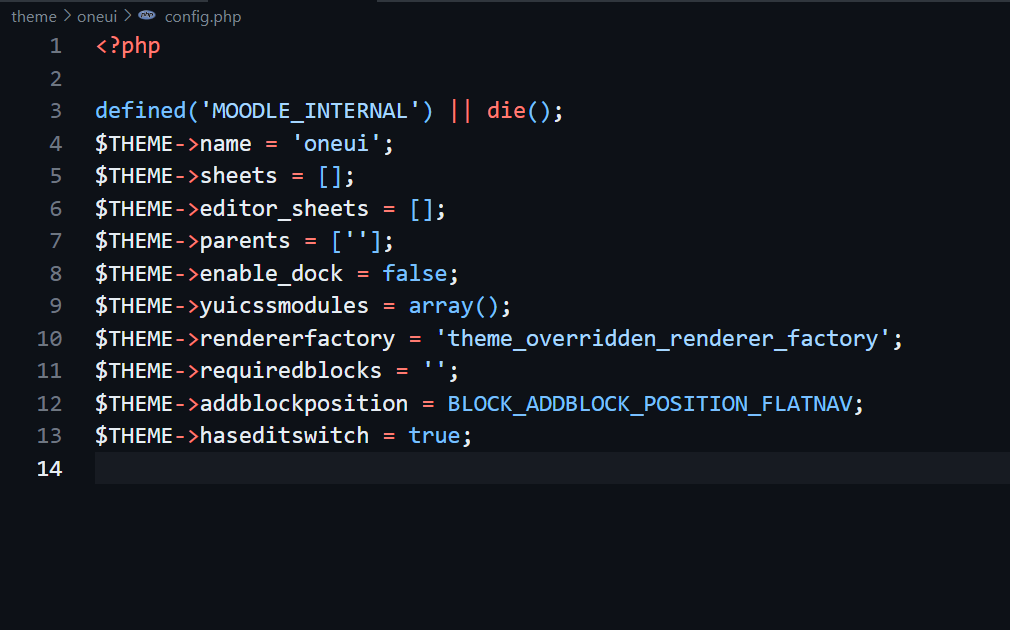 theme > oneui > config.php
1 <?php
2
3 defined('MOODLE_INTERNAL') || die();
4 $THEME->name = 'oneui';
5 $THEME->sheets = [];
6 $THEME->editor_sheets = [];
7 $THEME->parents = [''];
8 $THEME->enable_dock = false;
9 $THEME->yuicssmodules = array();
10 $THEME->rendererfactory = 'theme_overridden_renderer_factory';
11 $THEME->requiredblocks = '';
12 $THEME->addblockposition = BLOCK_ADDBLOCK_POSITION_FLATNAV;
13 $THEME->haseditswitch = true;
14